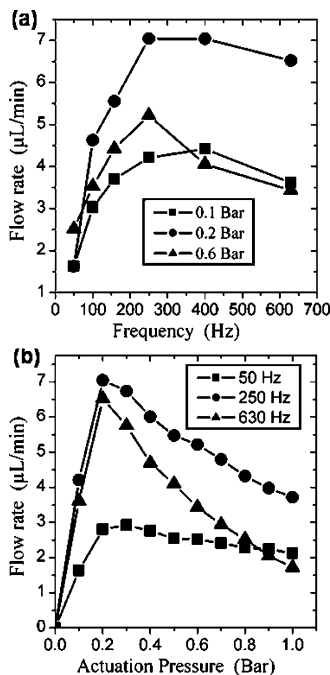 (a)
7
6
5
4
3
2
1
Flow rate (μL/min)
0.1 Bar
0.2 Bar
0.6 Bar
0 100 200 300 400 500 600 700
Frequency (Hz)
(b)
8
7
6
5
4
3
2
1
0
Flow rate (μL/min)
50 Hz
250 Hz
630 Hz
0.0 0.2 0.4 0.6 0.8 1.0
Actuation Pressure (Bar)